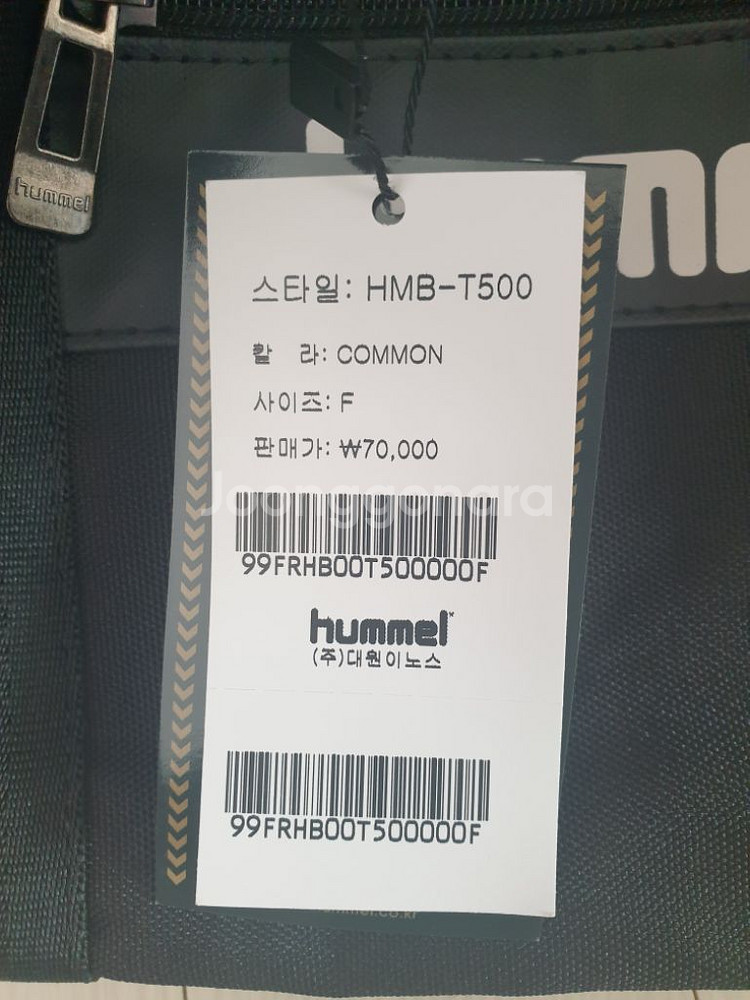 hummel
스타일: HMB-T500
칼 라: COMMON
사이즈: F
판매가: ₩70,000
Joonggonara
99FRHB00T500000F
hummel
(주)대원이노스
99FRHB00T500000F